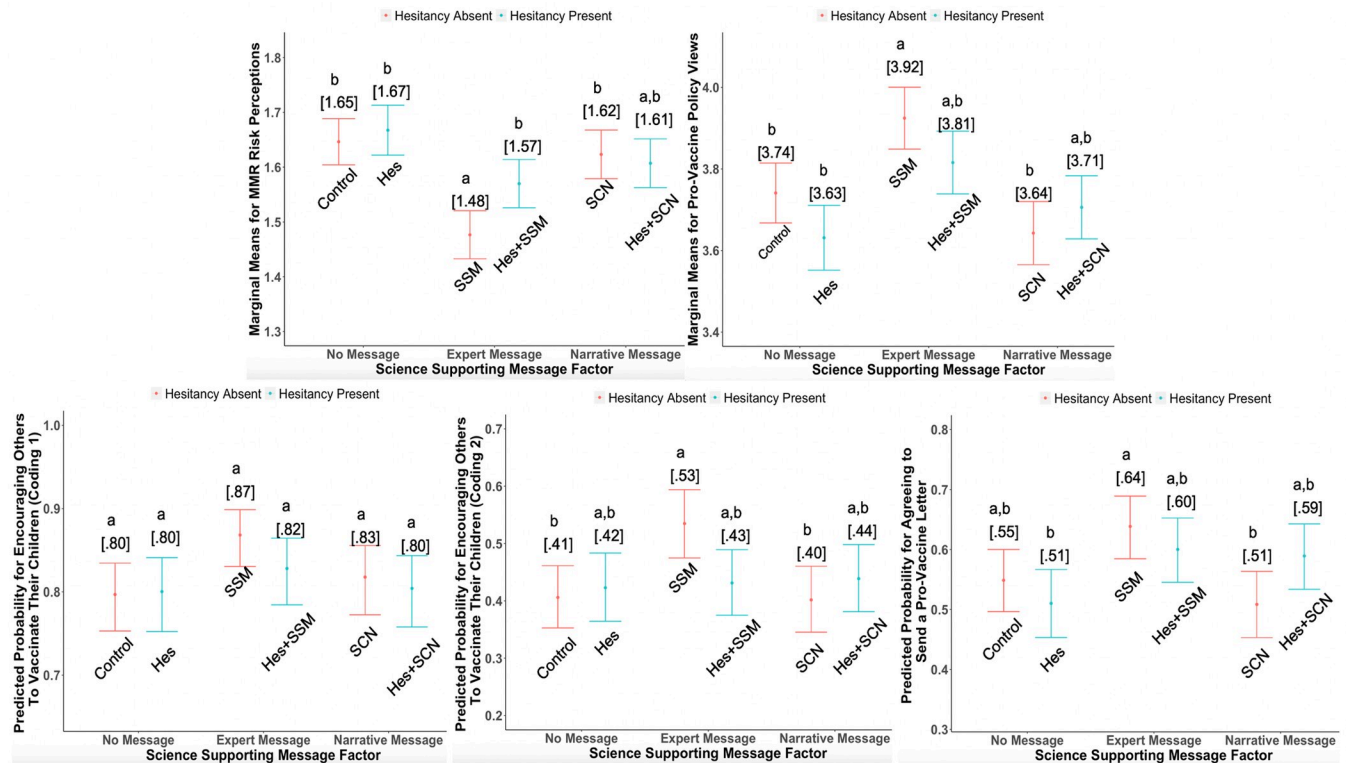 Hesitancy Absent Hesitancy Present
Marginal Means for MMR Risk Perceptions
1.8
1.7
1.6
1.5
1.4
1.3
b
[1.65]
Control
b
[1.67]
Hes
a
[1.48]
SSM
b
[1.57]
Hes+SSM
b
[1.62]
SCN
a,b
[1.61]
Hes+SCN
No Message Expert Message Narrative Message
Science Supporting Message Factor
Hesitancy Absent Hesitancy Present
Marginal Means for Pro-Vaccine Policy Views
4.0
3.8
3.6
3.4
b
[3.74]
Control
b
[3.63]
Hes
a
[3.92]
SSM
a,b
[3.81]
Hes+SSM
b
[3.64]
SCN
a,b
[3.71]
Hes+SCN
No Message Expert Message Narrative Message
Science Supporting Message Factor
Hesitancy Absent Hesitancy Present
Predicted Probability for Encouraging Others
To Vaccinate Their Children (Coding 1)
1.0
0.9
0.8
0.7
a
[.80]
Control
a
[.80]
Hes
a
[.87]
SSM
a
[.82]
Hes+SSM
a
[.83]
SCN
a
[.80]
Hes+SCN
No Message Expert Message Narrative Message
Science Supporting Message Factor
Hesitancy Absent Hesitancy Present
Predicted Probability for Encouraging Others
To Vaccinate Their Children (Coding 2)
0.7
0.6
0.5
0.4
0.3
0.2
b
[.41]
Control
a,b
[.42]
Hes
a
[.53]
SSM
a,b
[.43]
Hes+SSM
b
[.40]
SCN
a,b
[.44]
Hes+SCN
No Message Expert Message Narrative Message
Science Supporting Message Factor
Hesitancy Absent Hesitancy Present
Predicted Probability for Agreeing to
Send a Pro-Vaccine Letter
0.8
0.7
0.6
0.5
0.4
0.3
a,b
[.55]
Control
b
[.51]
Hes
a
[.64]
SSM
a,b
[.60]
Hes+SSM
b
[.51]
SCN
a,b
[.59]
Hes+SCN
No Message Expert Message Narrative Message
Science Supporting Message Factor